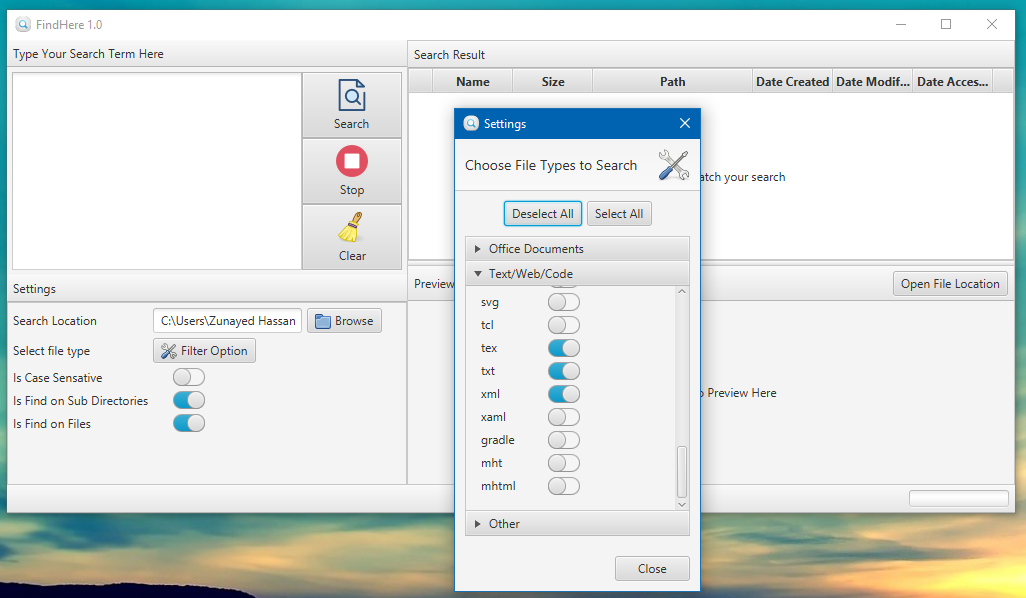 FindHere 1.0
Type Your Search Term Here
Search
Stop
Clear
Settings
Search Location
C:\Users\Zunayed Hassan
Browse
Select file type
Filter Option
Is Case Sensative
Is Find on Sub Directories
Is Find on Files
Search Result
Name Size Path Date Created Date Modif... Date Acces...
atch your search
Preview
Open File Location
o Preview Here
Settings
Choose File Types to Search
Deselect All
Select All
Office Documents
Text/Web/Code
svg
tcl
tex
txt
xml
xaml
gradle
mht
mhtml
Other
Close